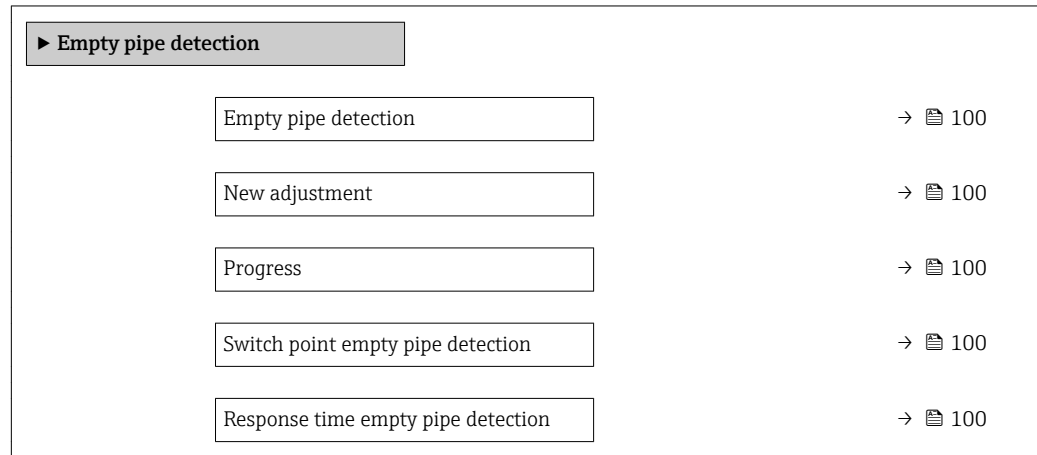 ▶ Empty pipe detection
Empty pipe detection → 100
New adjustment → 100
Progress → 100
Switch point empty pipe detection → 100
Response time empty pipe detection → 100